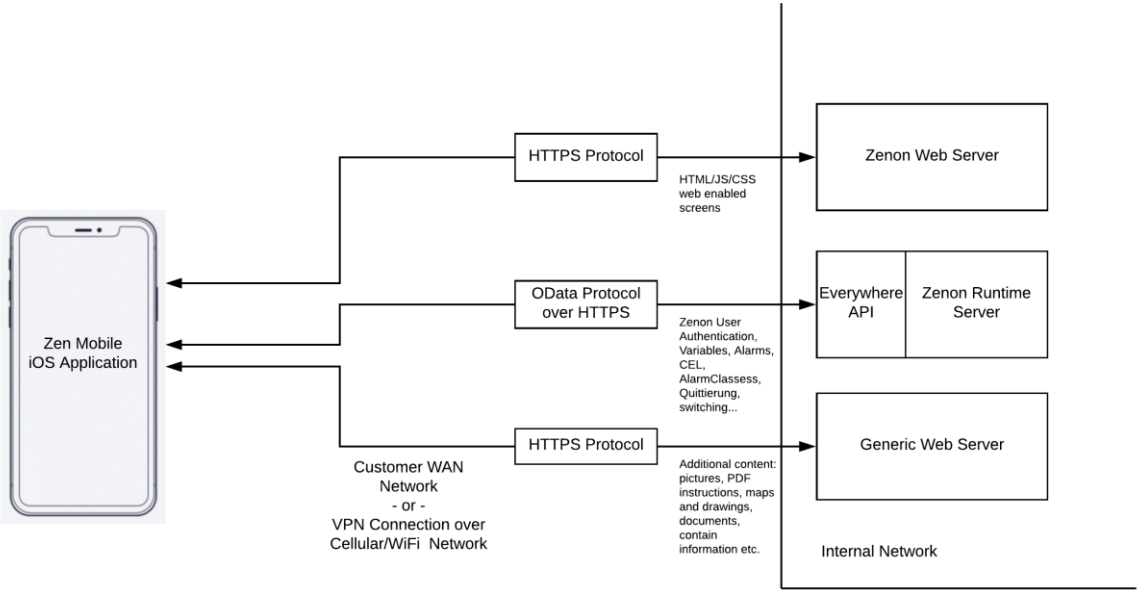 HTTPS Protocol
Zenon Web Server
HTML/JS/CSS
web enabled
screens
Zen Mobile
iOS Application
OData Protocol
over HTTPS
Everywhere
API
Zenon Runtime
Server
Zenon User
Authentication,
Variables, Alarms,
CEL,
AlarmClassess,
Quittierung,
switching...
HTTPS Protocol
Generic Web Server
Customer WAN
Network
- or -
VPN Connection over
Cellular/WiFi Network
Additional content:
pictures, PDF
instructions, maps
and drawings,
documents,
contain
information etc.
Internal Network